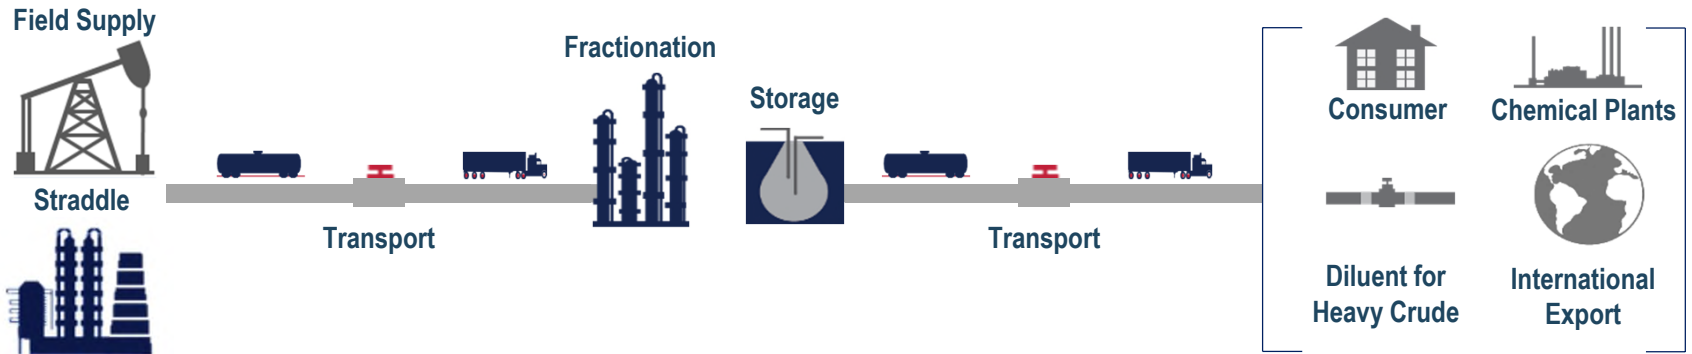 Field Supply
Straddle
Transport
Fractionation
Storage
Transport
Consumer
Chemical Plants
Diluent for
Heavy Crude
International
Export